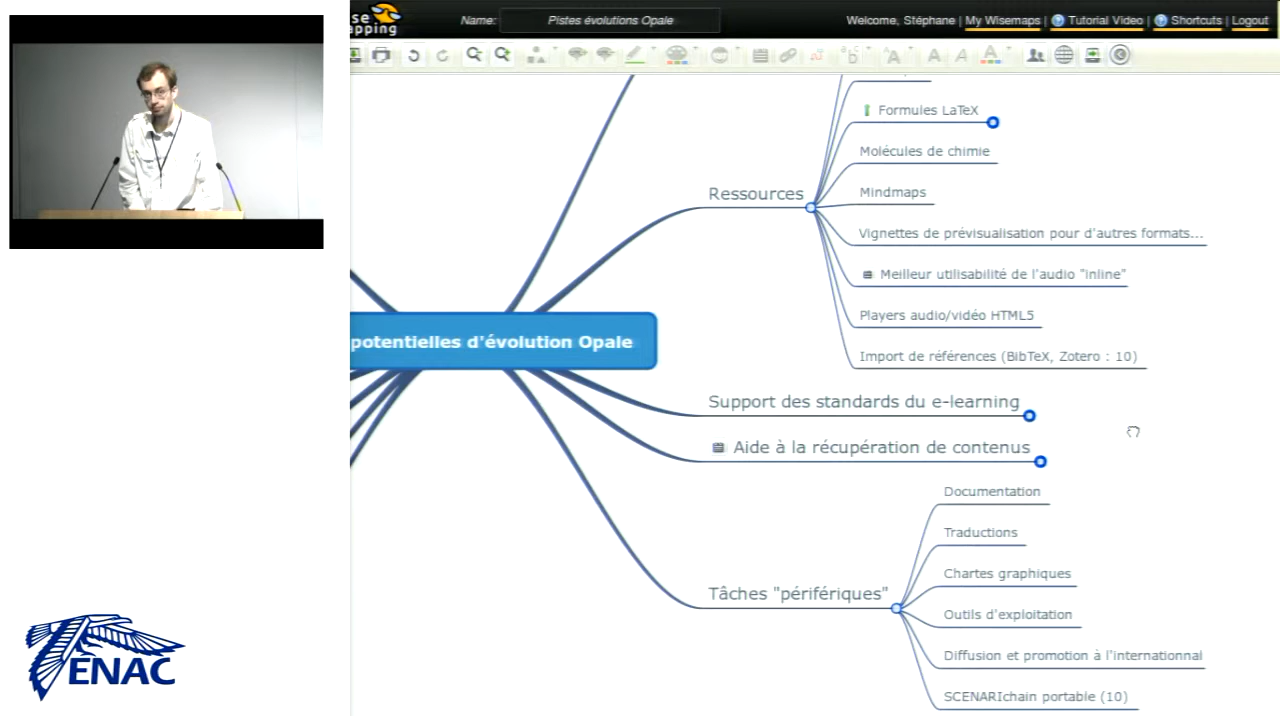 se
apping
Name: Pistes évolutions Opale
Welcome, Stéphane | My Wisemaps | Tutorial Video | Shortcuts | Logout
Formules LaTeX
Molécules de chimie
Ressources
Mindmaps
Vignettes de prévisualisation pour d'autres formats...
Meilleur utilisabilité de l'audio "inline"
Players audio/vidéo HTML5
potentielles d'évolution Opale
Import de références (BibTeX, Zotero : 10)
Support des standards du e-learning
Aide à la récupération de contenus
Documentation
Traductions
Chartes graphiques
Tâches "périfériques"
Outils d'exploitation
Diffusion et promotion à l'internationnal
SCENARIchain portable (10)
ENAC